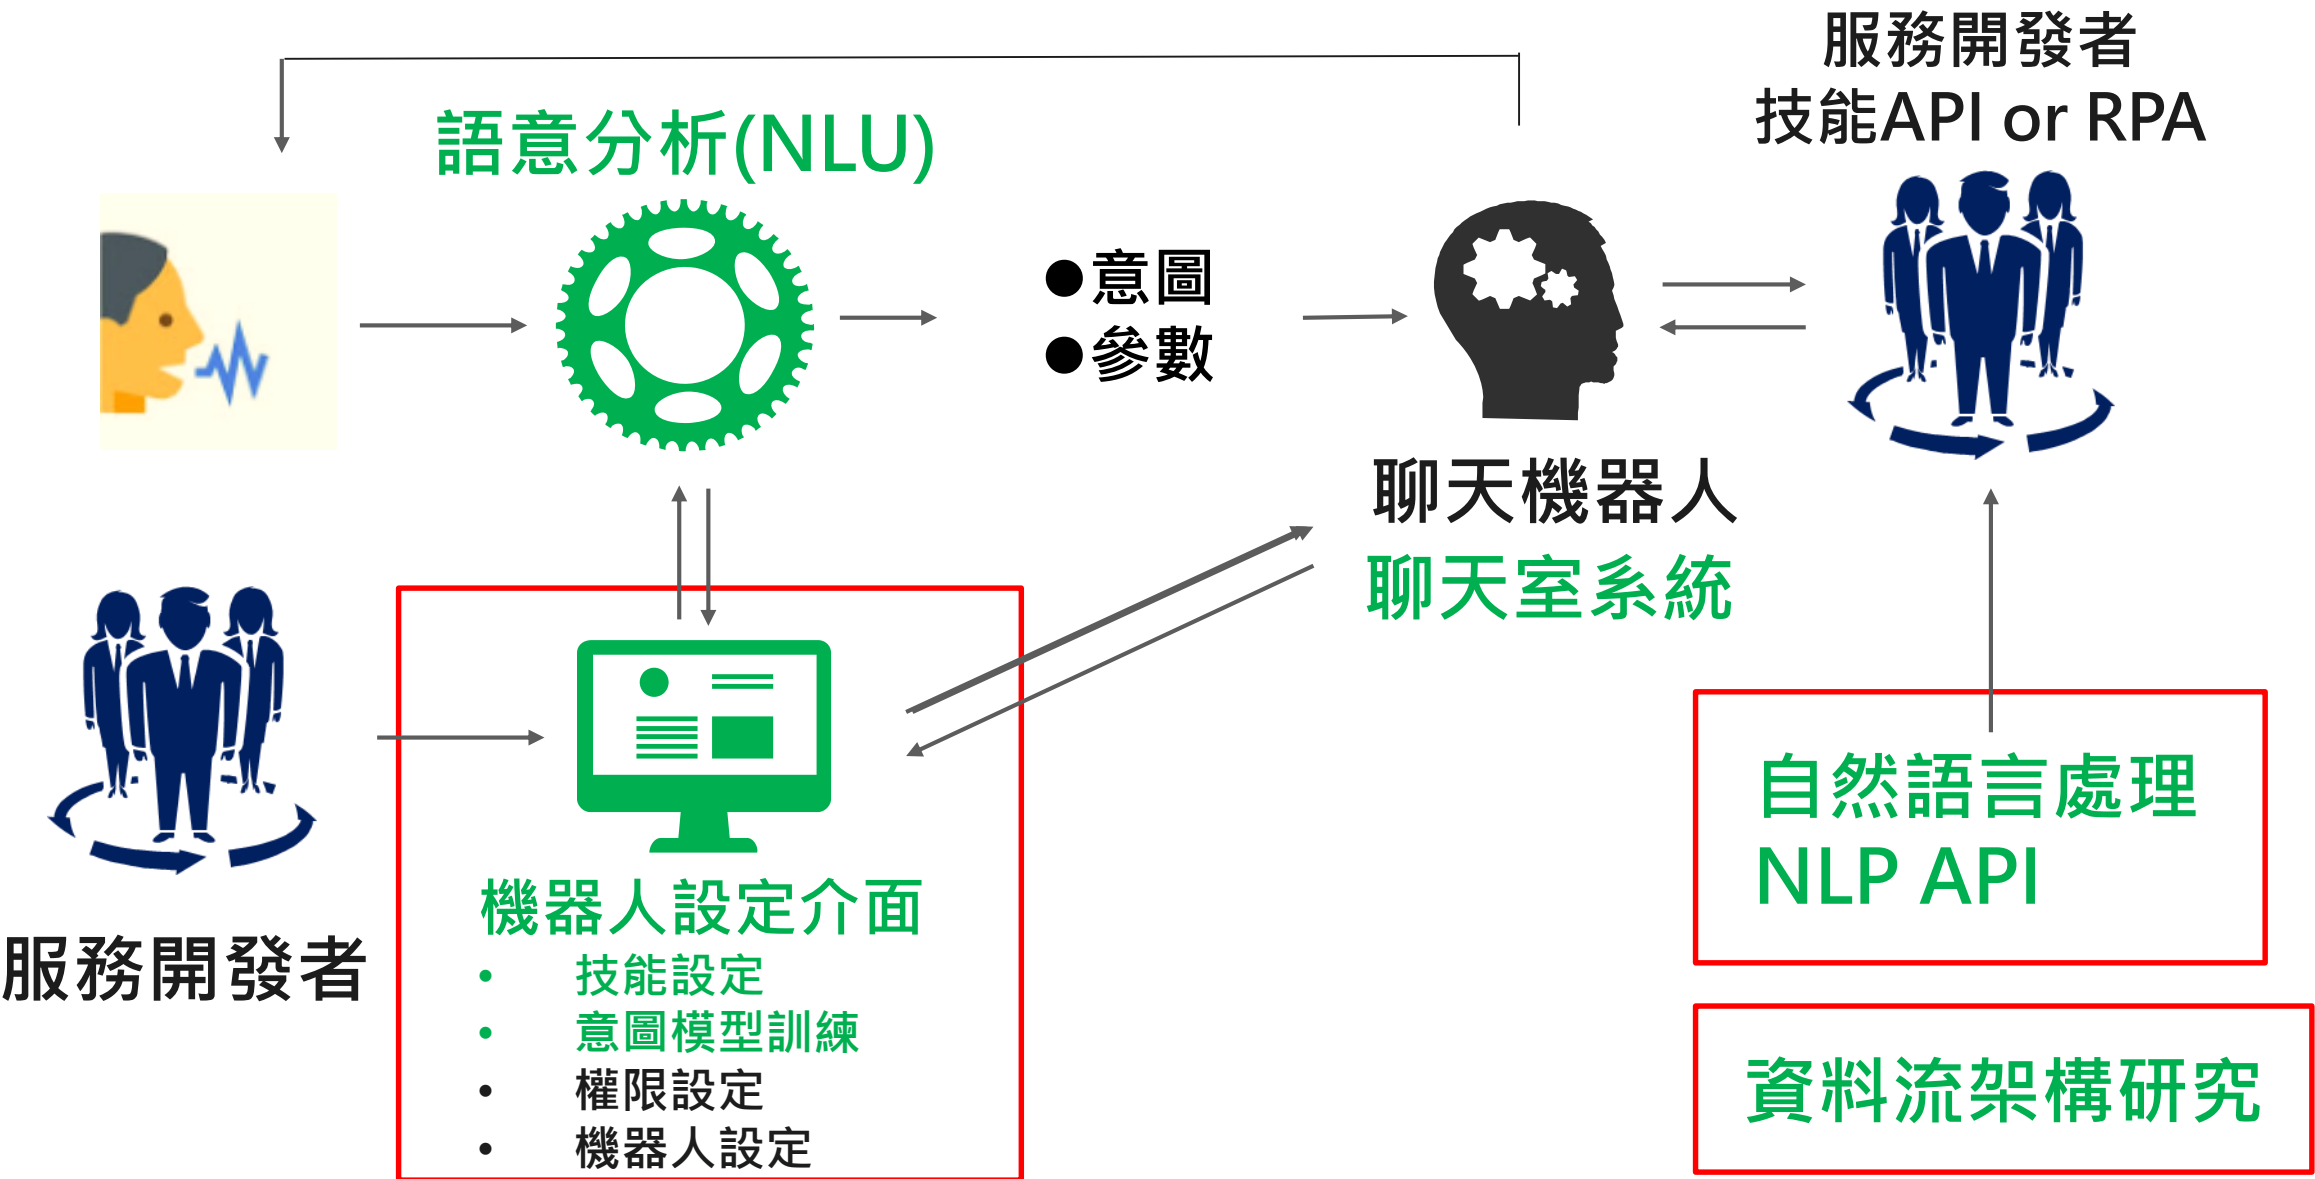 服務開發者
技能API or RPA
語意分析(NLU)
●意圖
●參數
聊天機器人
聊天室系統
服務開發者
機器人設定介面
• 技能設定
• 意圖模型訓練
• 權限設定
• 機器人設定
自然語言處理
NLP API
資料流架構研究